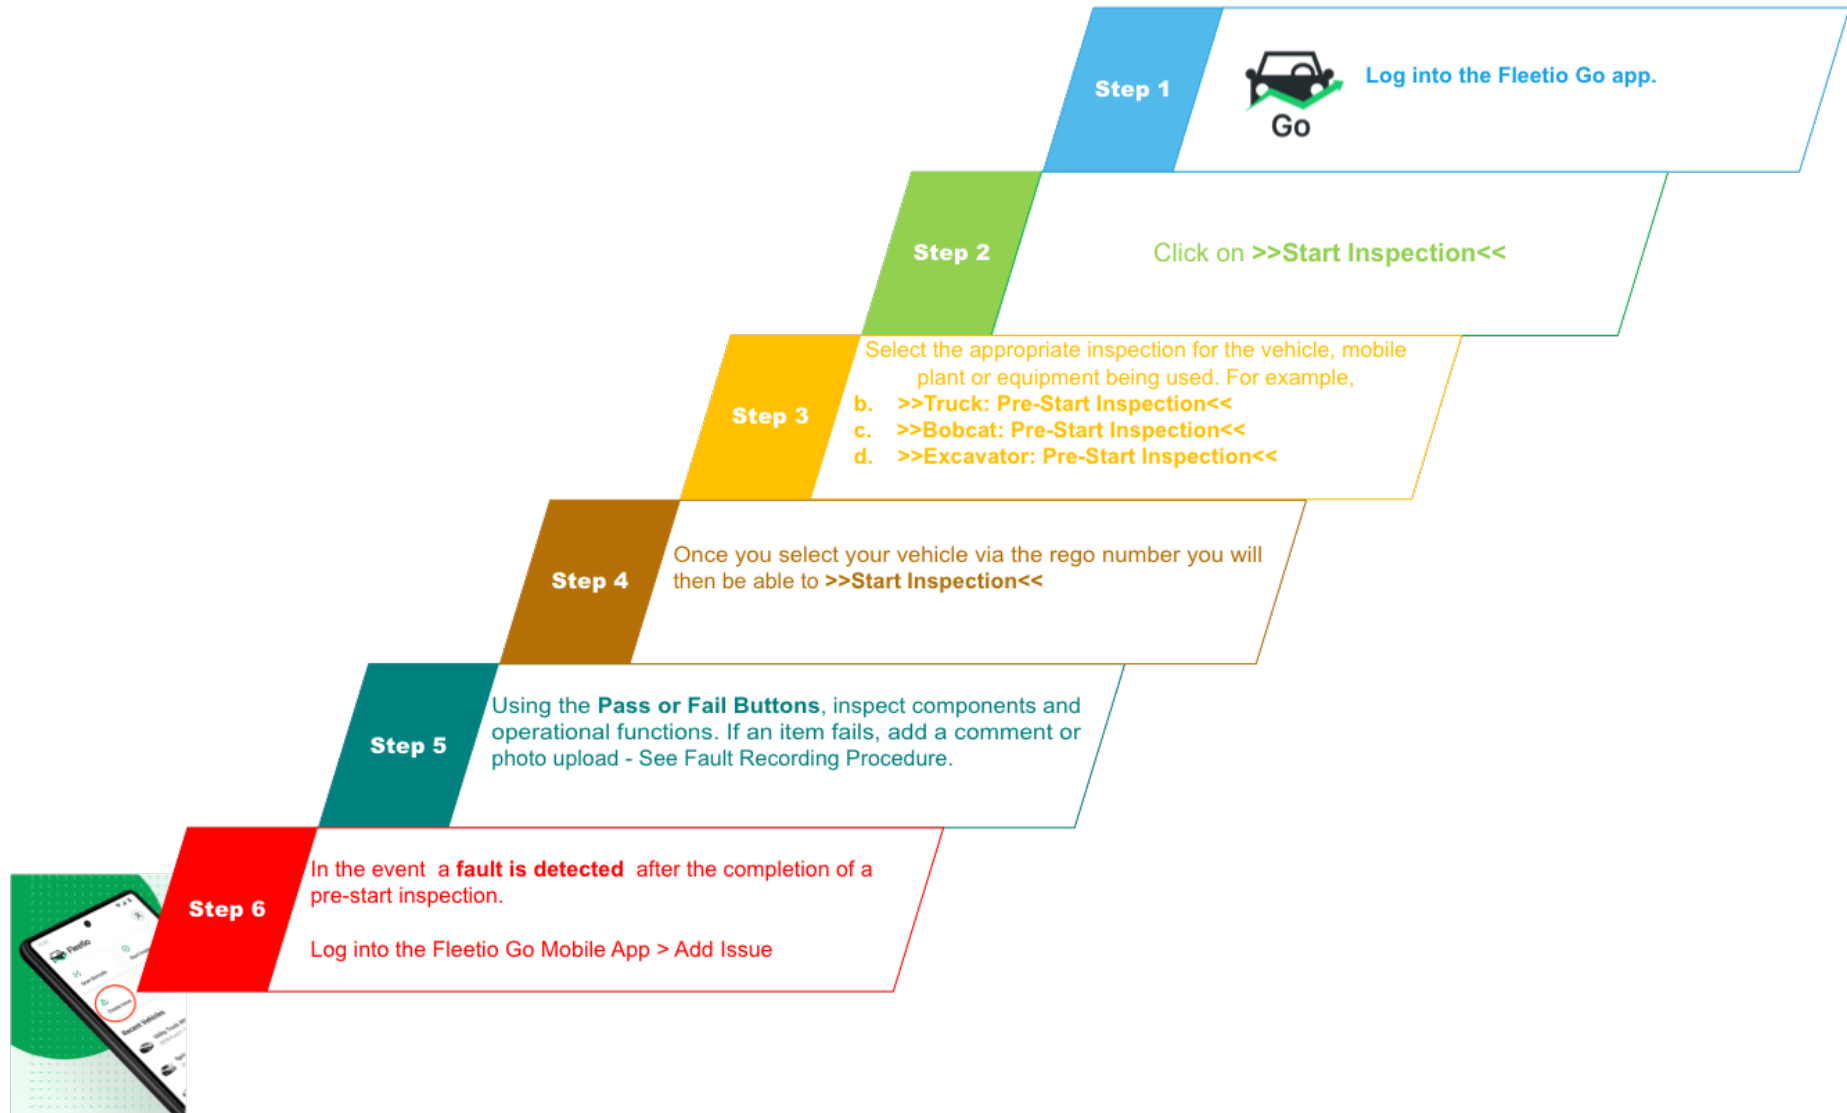 Step 1
Go
Log into the Fleetio Go app.
Step 2
Click on >>Start Inspection<<
Step 3
Select the appropriate inspection for the vehicle, mobile
plant or equipment being used. For example,
b. >>Truck: Pre-Start Inspection<<
c. >>Bobcat: Pre-Start Inspection<<
d. >>Excavator: Pre-Start Inspection<<
Step 4
Once you select your vehicle via the rego number you will
then be able to >>Start Inspection<<
Step 5
Using the Pass or Fail Buttons, inspect components and
operational functions. If an item fails, add a comment or
photo upload - See Fault Recording Procedure.
Step 6
In the event a fault is detected after the completion of a
pre-start inspection.
Log into the Fleetio Go Mobile App > Add Issue
Fleetio
Scan Barcode
Create Issue
Recent Vehicles